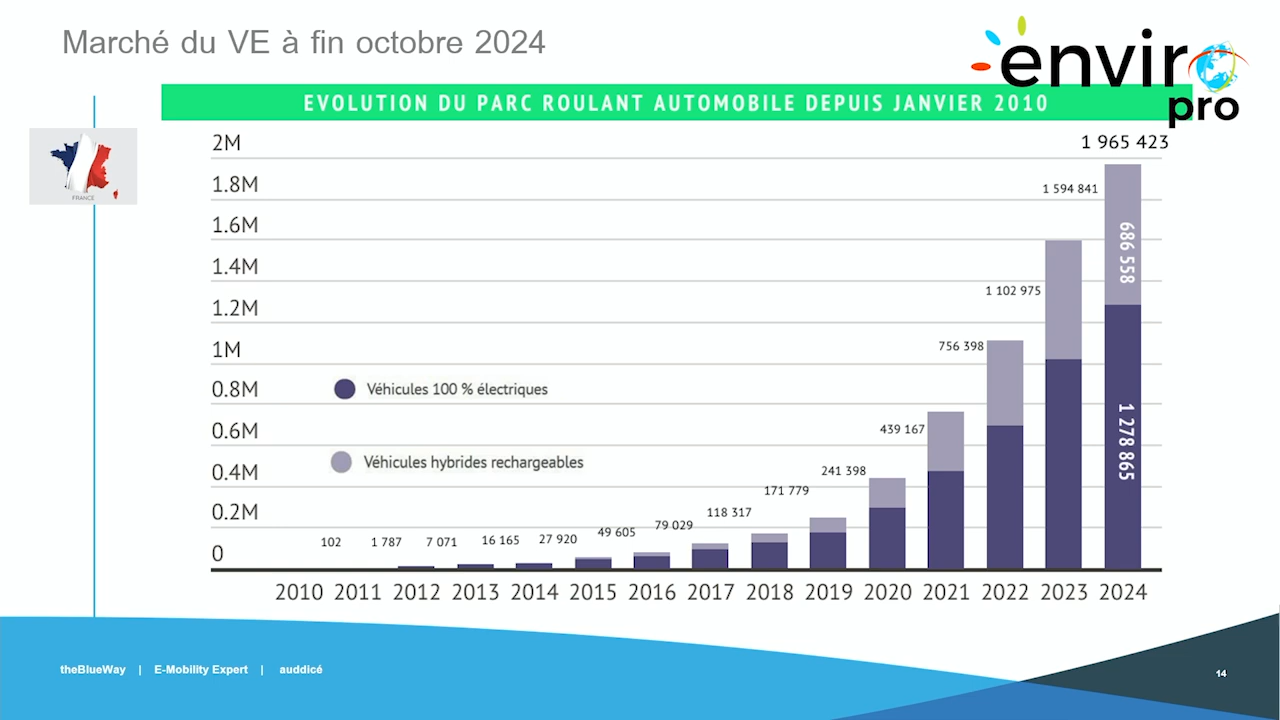 Marché du VE à fin octobre 2024
enviro
pro
EVOLUTION DU PARC ROULANT AUTOMOBILE DEPUIS JANVIER 2010
FRANCE
2M
1.8M
1.6M
1.4M
1.2M
1M
0.8M
0.6M
0.4M
0.2M
0
Véhicules 100 % électriques
Véhicules hybrides rechargeables
102
1 787
7 071
16 165
27 920
49 605
79 029
118 317
171 779
241 398
439 167
756 398
1 102 975
1 594 841
1 965 423
686 558
1 278 865
2010 2011 2012 2013 2014 2015 2016 2017 2018 2019 2020 2021 2022 2023 2024
theBlueWay | E-Mobility Expert | auddicé
14